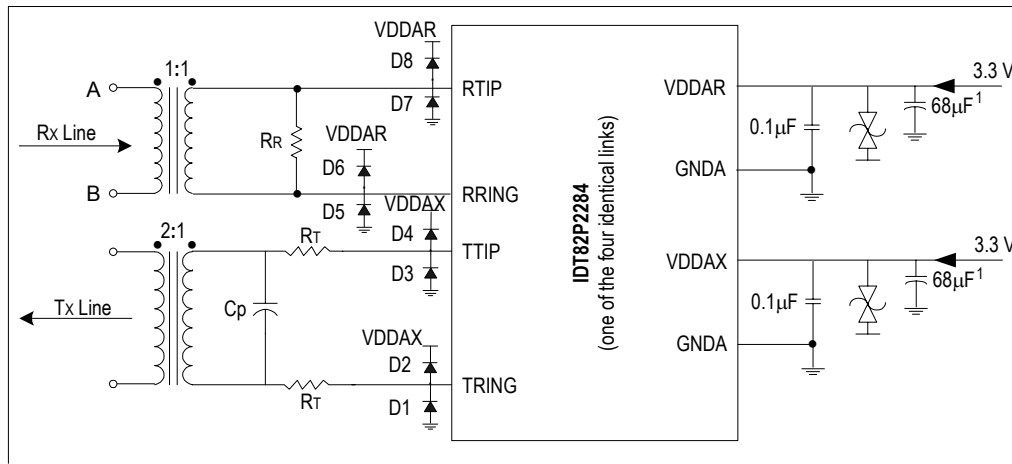 VDDAR
D8
1:1
A
RTIP
VDDAR
3.3 V
D7
68µF1
VDDAR
0.1µF
Rx Line
RR
D6
GNDA
B
RRING
D5
VDDAX
2:1
RT
D4
TTIP
VDDAX
3.3 V
D3
68µF1
0.1µF
Tx Line
Cp
VDDAX
GNDA
D2
TRING
RT
D1
IDT82P2284
(one of the four identical links)